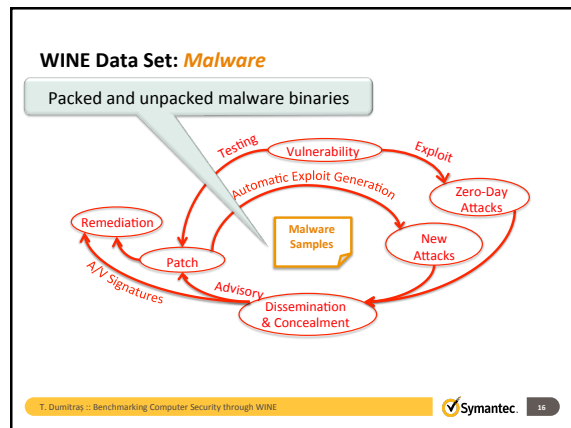 WINE Data Set: Malware
Packed and unpacked malware binaries
Testing
Vulnerability
Exploit
Automatic Exploit Generation
Zero-Day
Attacks
Remediation
Malware
Samples
New
Attacks
Patch
A/V Signatures
Advisory
Dissemination
& Concealment
T. Dumitraș :: Benchmarking Computer Security through WINE
Symantec.
16